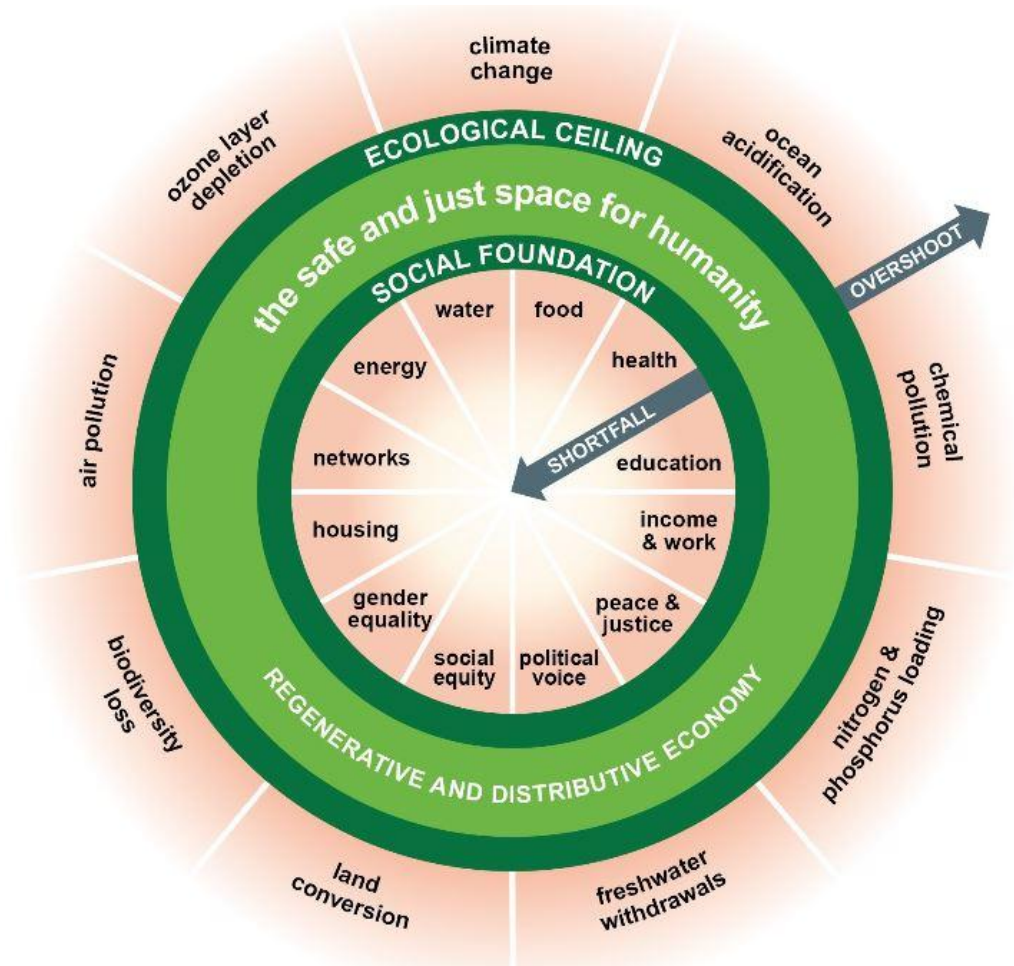 climate
change
ocean
acidification
chemical
pollution
nitrogen &
phosphorus loading
freshwater
withdrawals
land
conversion
biodiversity
loss
air pollution
ozone layer
depletion
ECOLOGICAL CEILING
OVERSHOOT
the safe and just space for humanity
SOCIAL FOUNDATION
water
food
health
SHORTFALL
education
income
& work
peace &
justice
political
voice
social
equity
gender
equality
housing
networks
energy
REGENERATIVE AND DISTRIBUTIVE ECONOMY